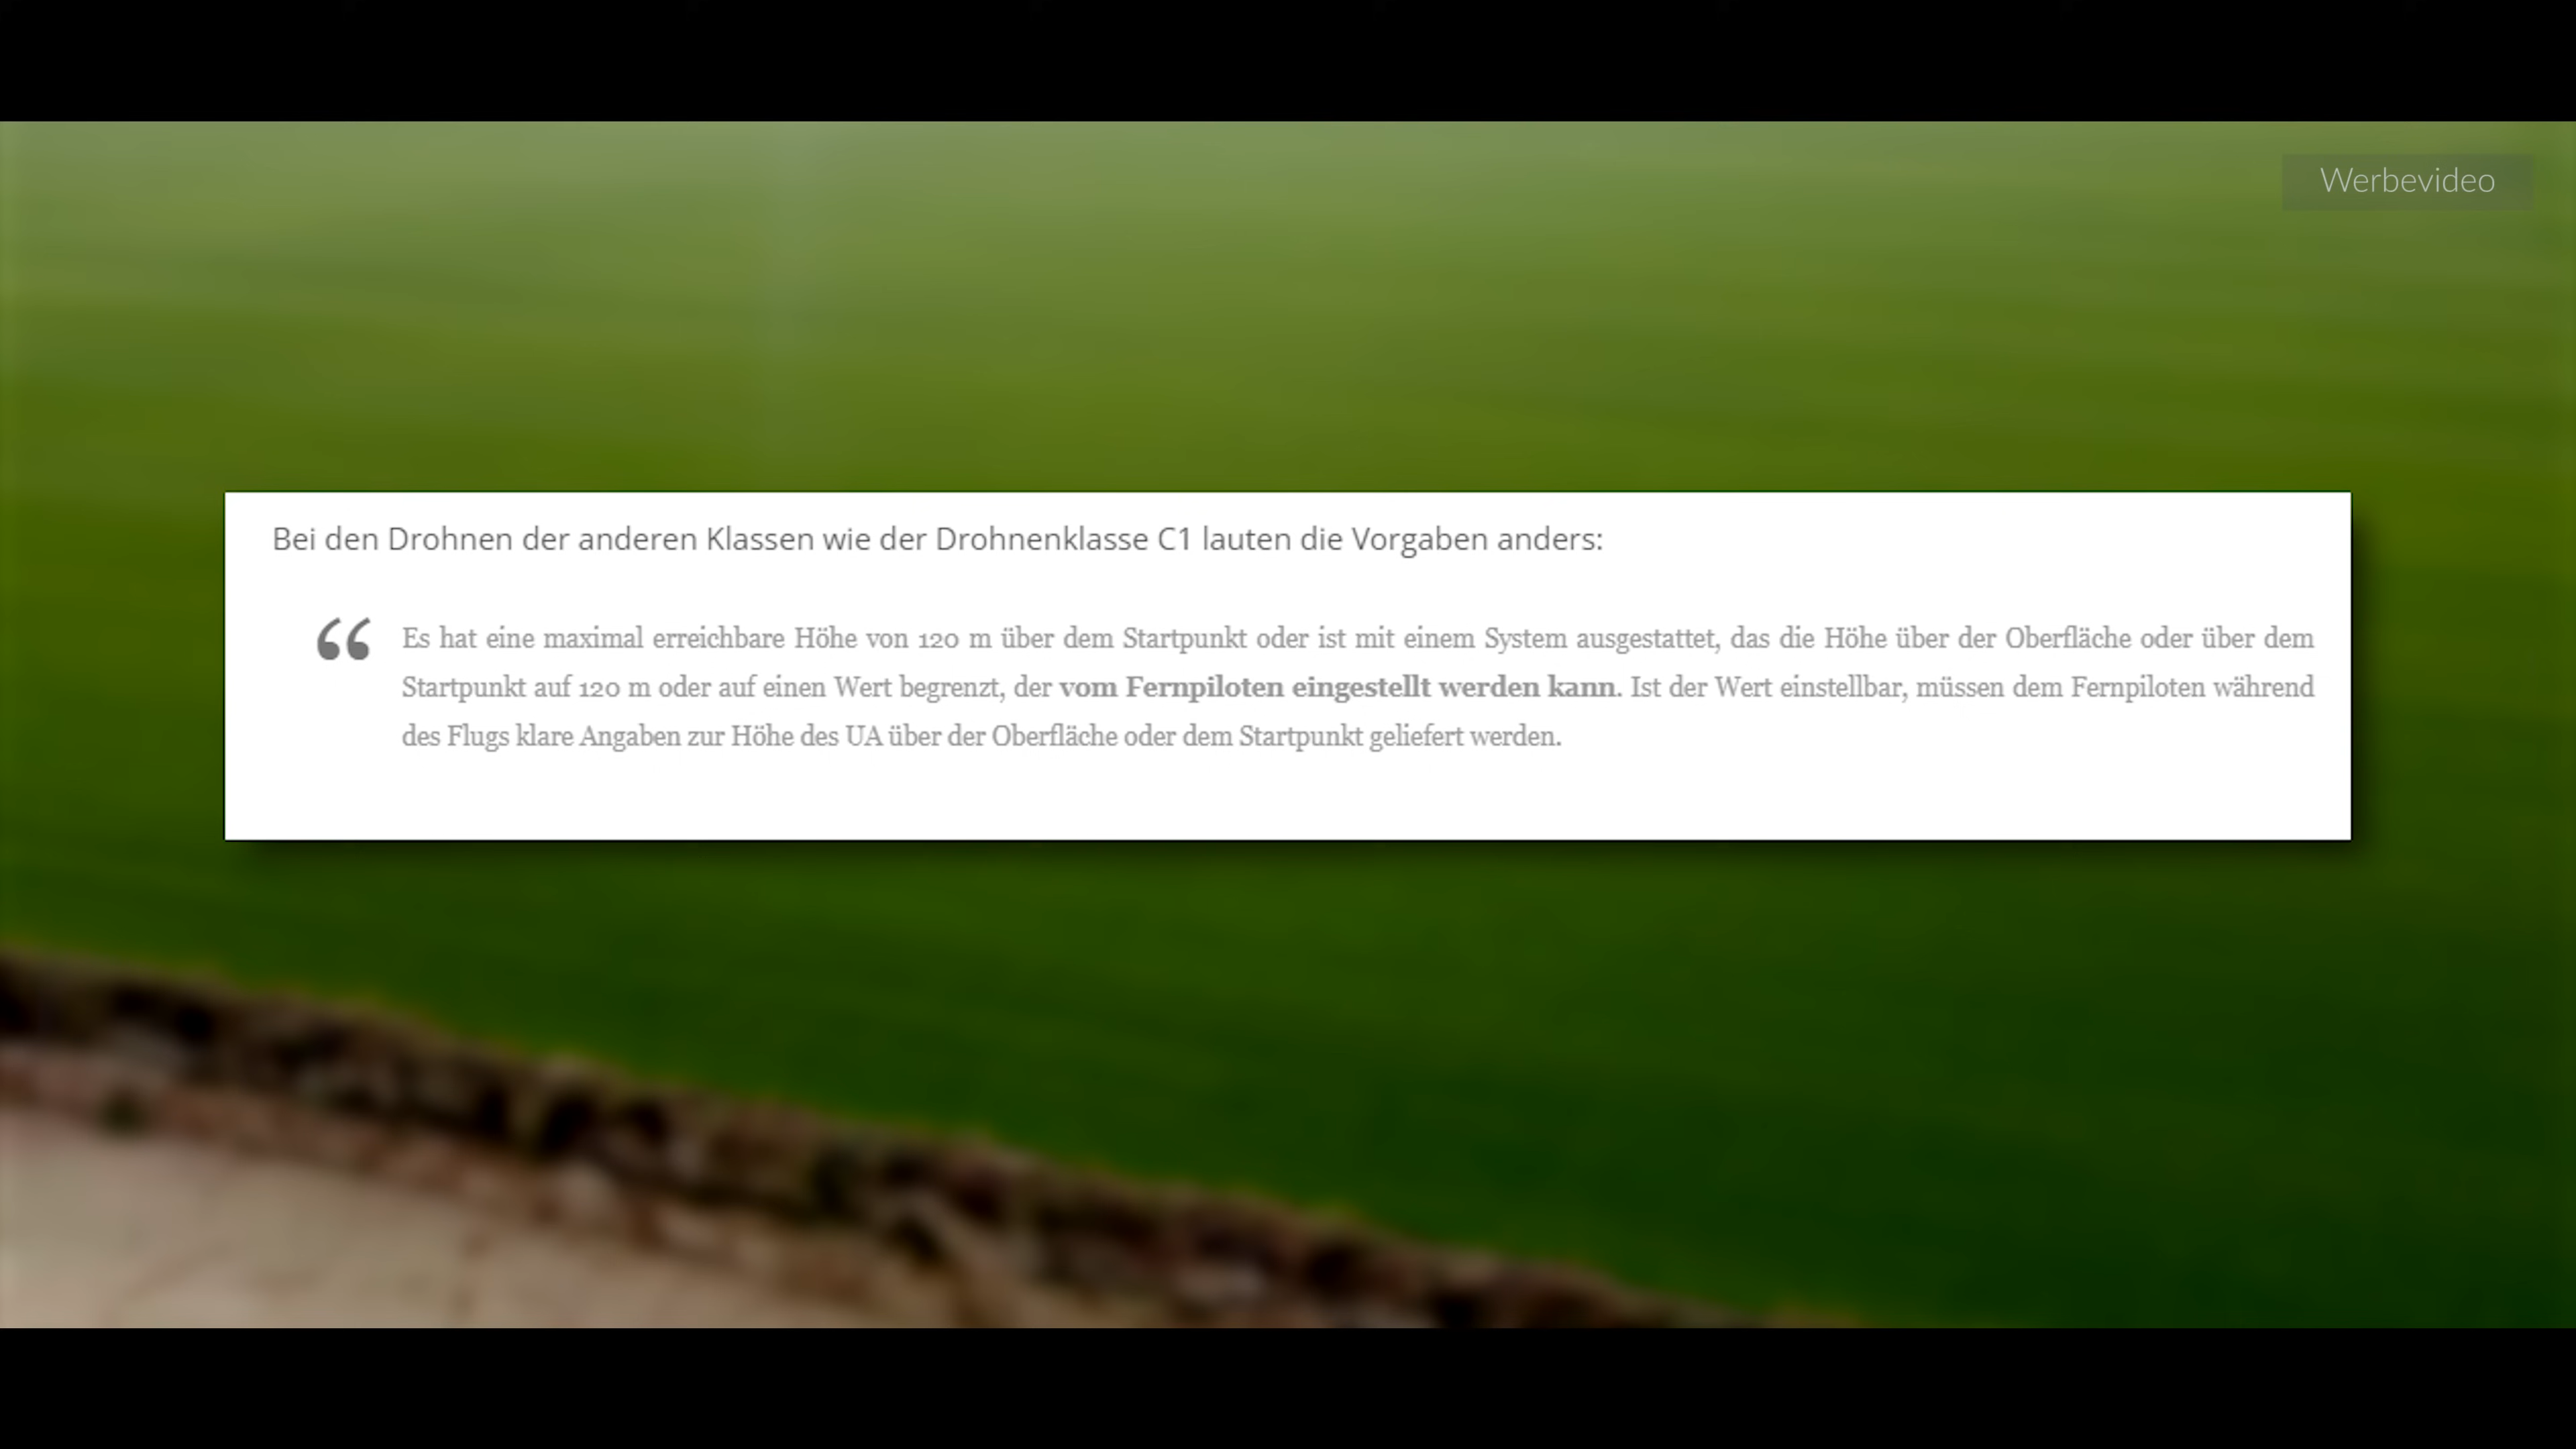 Werbevideo
Bei den Drohnen der anderen Klassen wie der Drohnenklasse C1 lauten die Vorgaben anders:
“ Es hat eine maximal erreichbare Höhe von 120 m über dem Startpunkt oder ist mit einem System ausgestattet, das die Höhe über der Oberfläche oder über dem
Startpunkt auf 120 m oder auf einen Wert begrenzt, der vom Fernpiloten eingestellt werden kann. Ist der Wert einstellbar, müssen dem Fernpiloten während
des Flugs klare Angaben zur Höhe des UA über der Oberfläche oder dem Startpunkt geliefert werden.